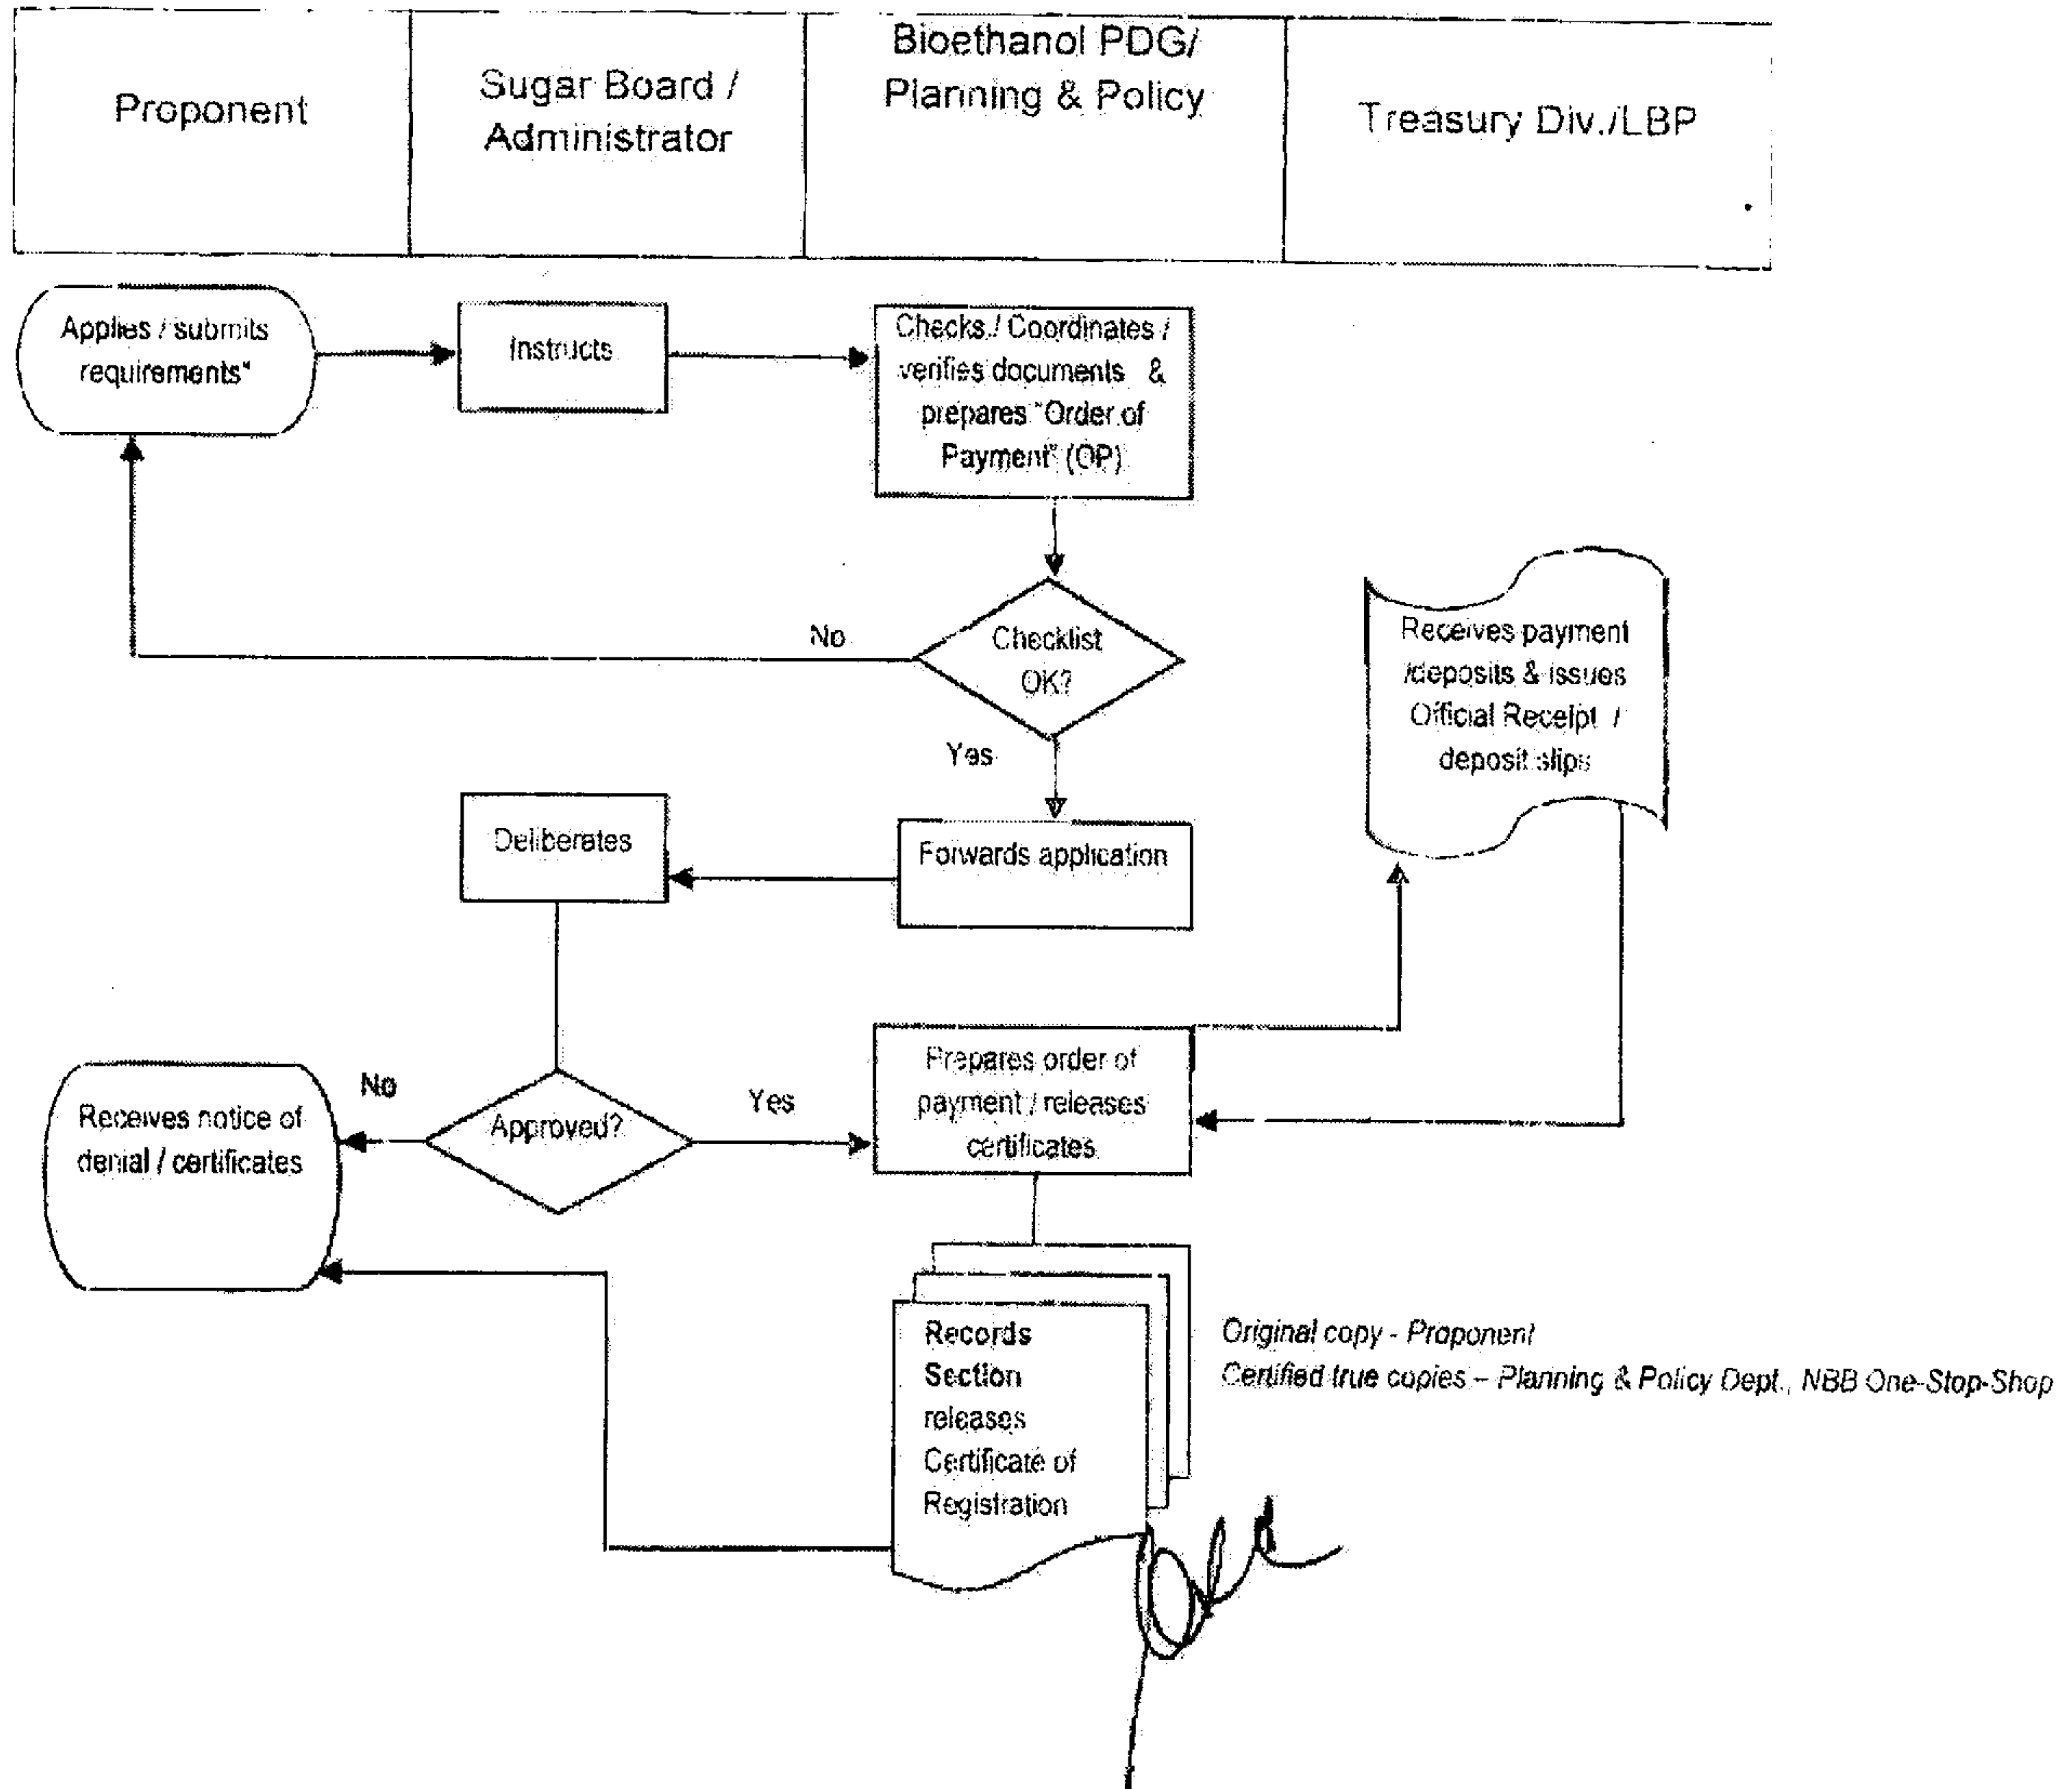 Proponent
Sugar Board /
Administrator
Bioethanol PDG/
Planning & Policy
Treasury Div./LBP
Applies / submits
requirements*
Instructs
Checks / Coordinates /
verifies documents &
prepares "Order of
Payment" (OP)
No
Checklist
OK?
Yes
Receives payment
/deposits & issues
Official Receipt /
deposit slips
Deliberates
Forwards application
No
Approved?
Yes
Receives notice of
denial / certificates
Prepares order of
payment / releases
certificates
Records
Section
releases
Certificate of
Registration
Original copy - Proponent
Certified true copies – Planning & Policy Dept., NBB One-Stop-Shop